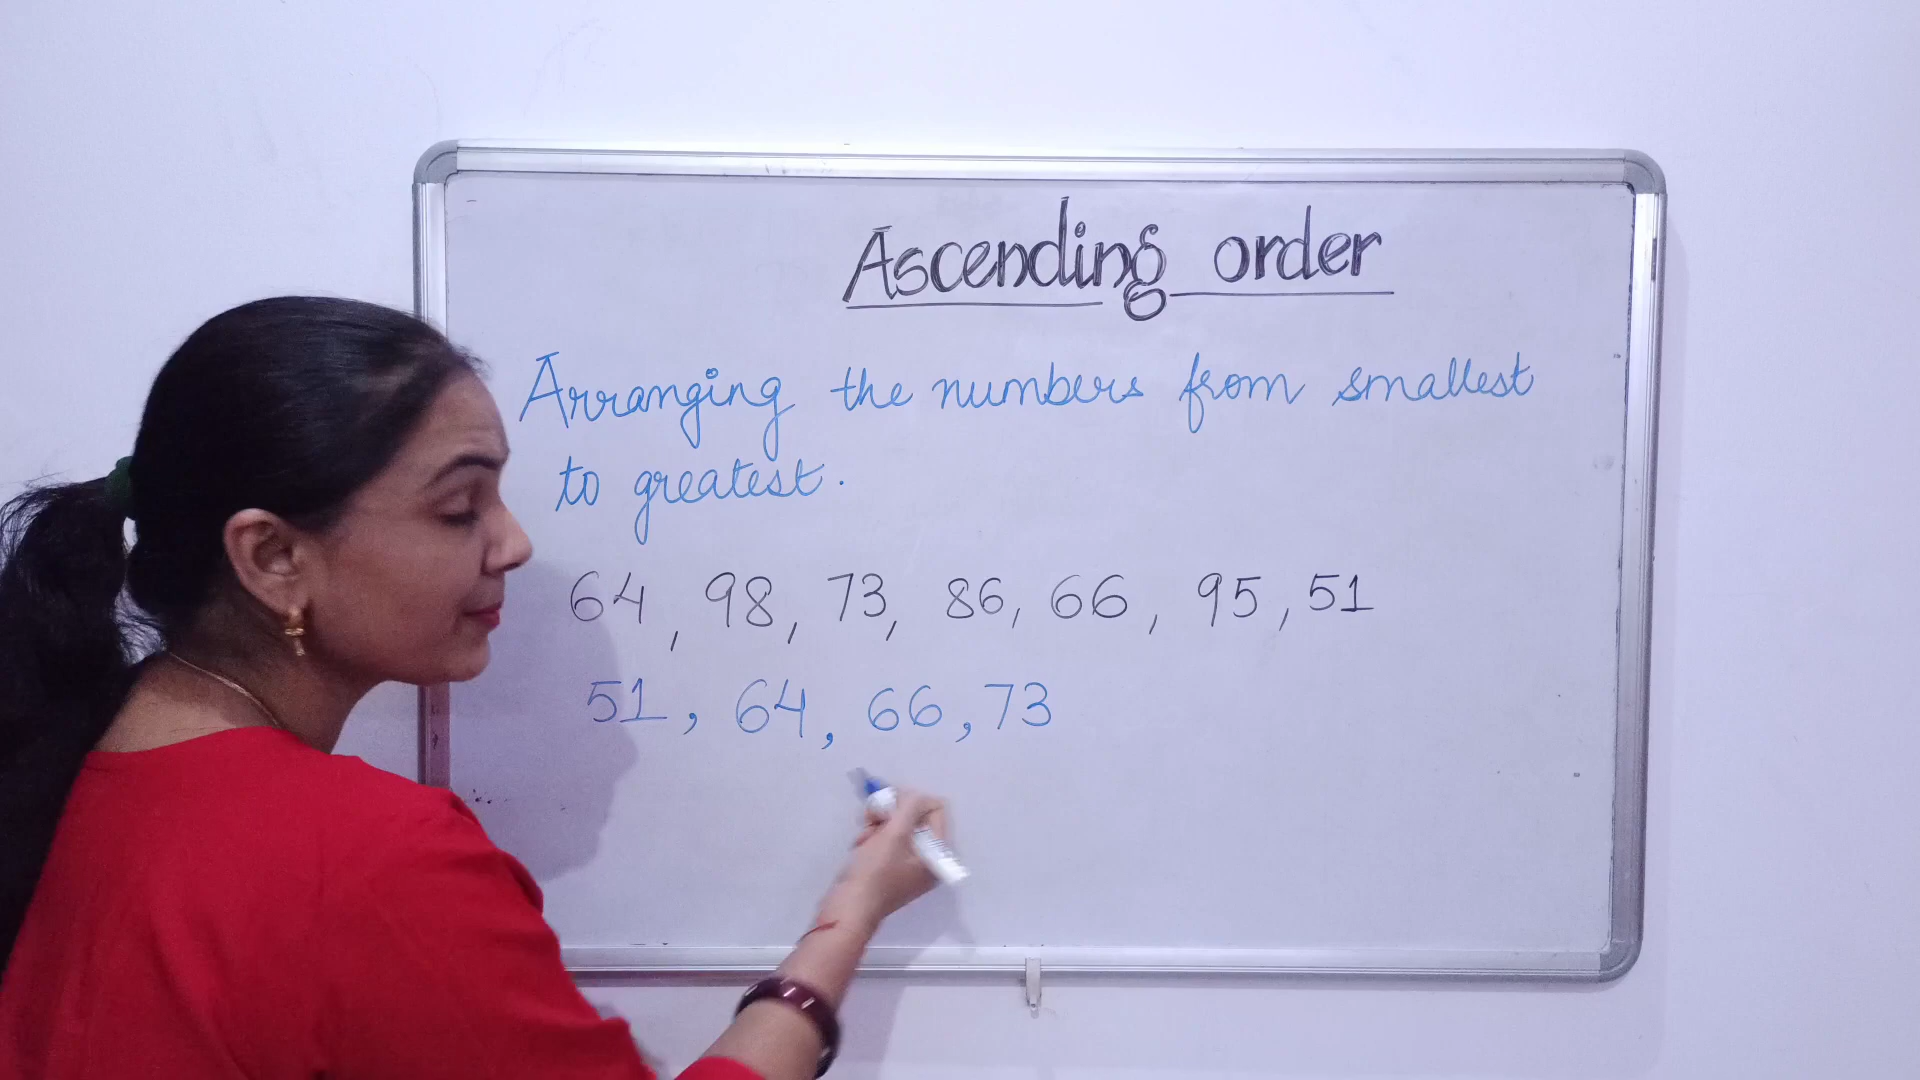 Ascending order
Arranging the numbers from smallest
to greatest.
64, 98, 73, 86, 66, 95, 51
51, 64, 66, 73